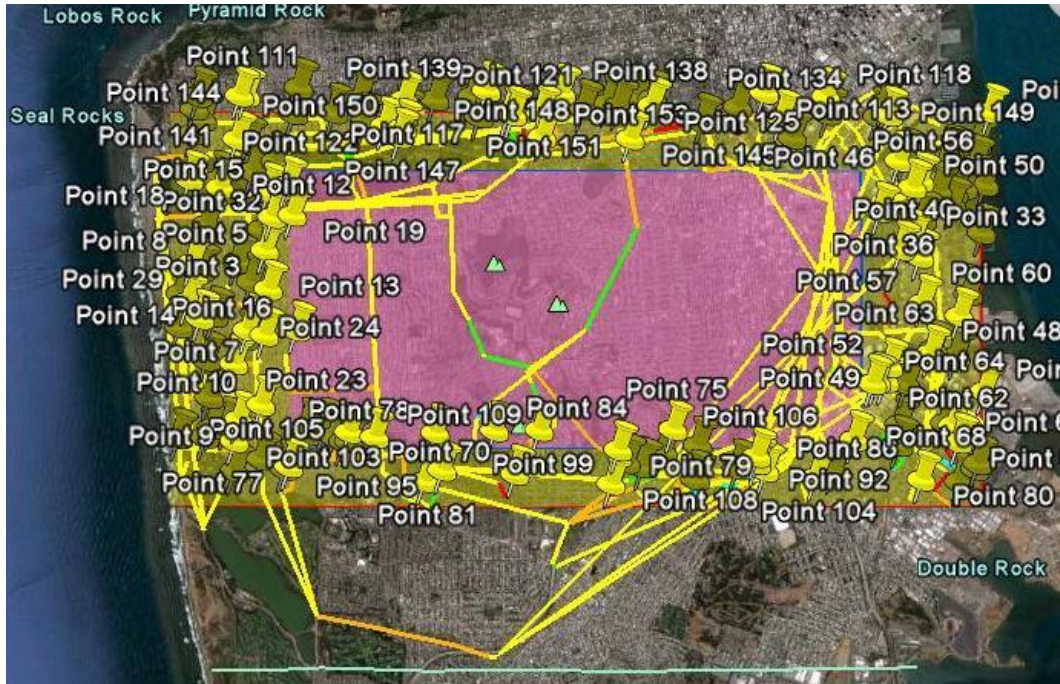 Lobos Rock
Pyramid Rock
Point 111
Point 139
Point 121
Point 138
Point 134
Point 118
Point 144
Point 150
Point 148
Point 153
Point 113
Point 149
Seal Rocks
Point 125
Point 141
Point 122
Point 117
Point 151
Point 56
Point 15
Point 147
Point 145
Point 46
Point 50
Point 18
Point 32
Point 12
Point 33
Point 8
Point 5
Point 19
Point 36
Point 29
Point 3
Point 13
Point 57
Point 60
Point 14
Point 16
Point 24
Point 63
Point 48
Point 7
Point 52
Point 64
Point 10
Point 23
Point 49
Point 75
Point 62
Point 9
Point 105
Point 78
Point 109
Point 84
Point 106
Point 68
Point 77
Point 103
Point 70
Point 99
Point 79
Point 92
Point 95
Point 108
Point 80
Point 81
Point 104
Double Rock